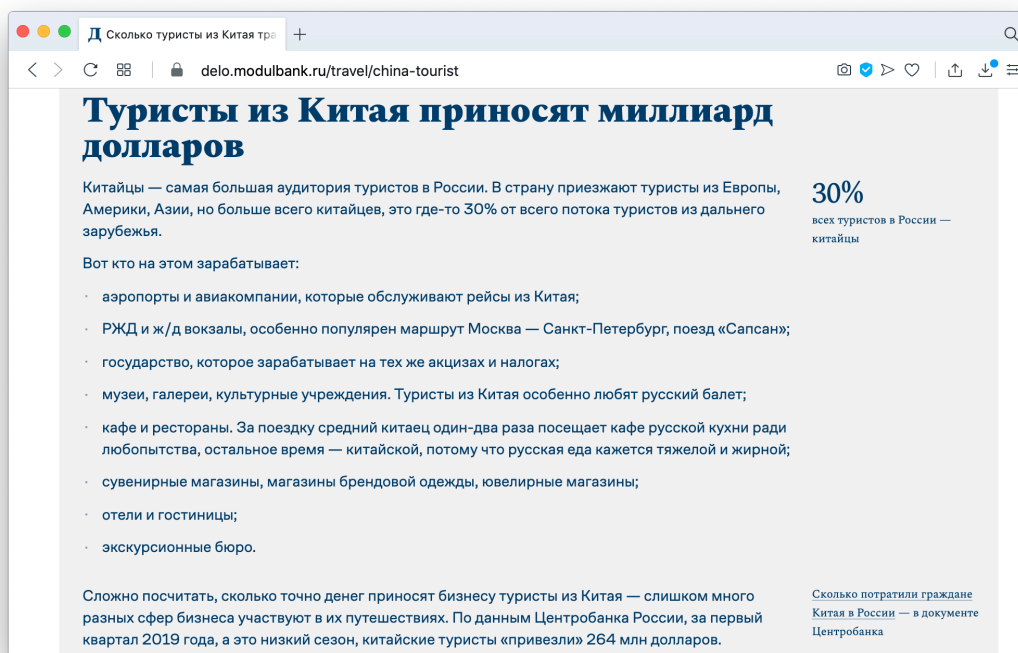 Д Сколько туристы из Китая тра
delo.modulbank.ru/travel/china-tourist
Туристы из Китая приносят миллиард
долларов
Китайцы — самая большая аудитория туристов в России. В страну приезжают туристы из Европы,
Америки, Азии, но больше всего китайцев, это где-то 30% от всего потока туристов из дальнего
зарубежья.
30%
всех туристов в России —
китайцы
Вот кто на этом зарабатывает:
· аэропорты и авиакомпании, которые обслуживают рейсы из Китая;
· РЖД и ж/д вокзалы, особенно популярен маршрут Москва — Санкт-Петербург, поезд «Сапсан»;
· государство, которое зарабатывает на тех же акцизах и налогах;
· музеи, галереи, культурные учреждения. Туристы из Китая особенно любят русский балет;
· кафе и рестораны. За поездку средний китаец один-два раза посещает кафе русской кухни ради
любопытства, остальное время — китайской, потому что русская еда кажется тяжелой и жирной;
· сувенирные магазины, магазины брендовой одежды, ювелирные магазины;
· отели и гостиницы;
· экскурсионные бюро.
Сложно посчитать, сколько точно денег приносят бизнесу туристы из Китая — слишком много
разных сфер бизнеса участвуют в их путешествиях. По данным Центробанка России, за первый
квартал 2019 года, а это низкий сезон, китайские туристы «привезли» 264 млн долларов.
Сколько потратили граждане
Китая в России — в документе
Центробанка